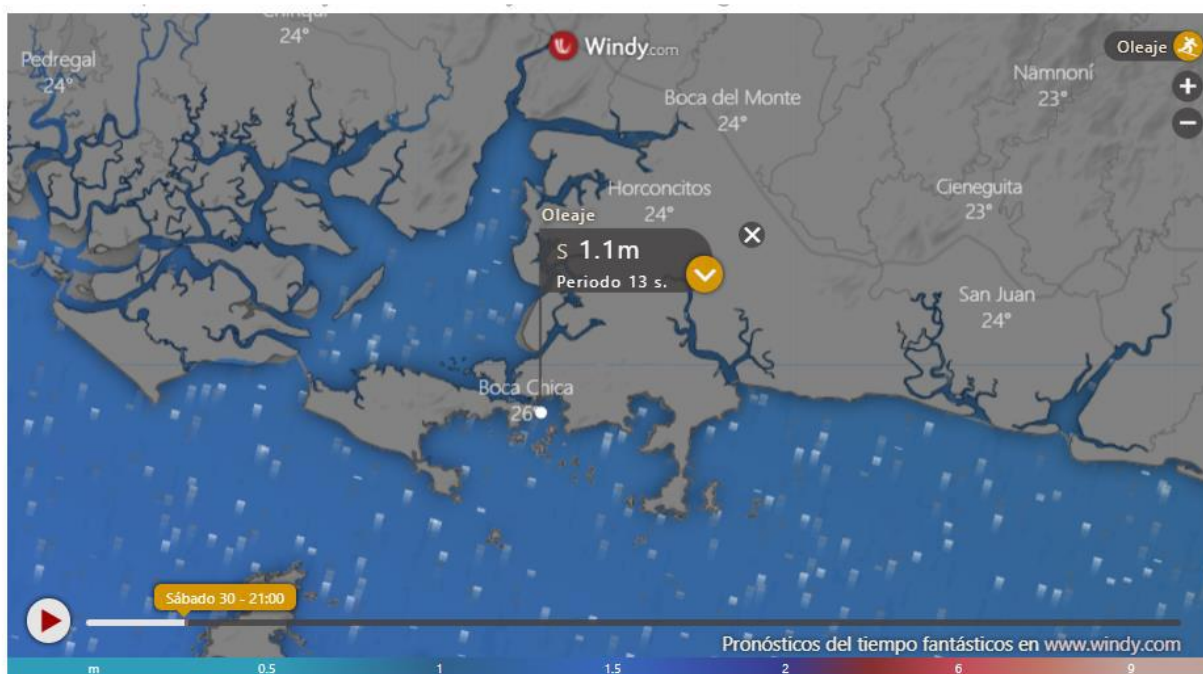 Chiriquí
24°
Windy.com
Oleaje
Pedregal
24°
Nämnoní
23°
+
−
Boca del Monte
24°
Horconcitos
24°
Cieneguita
23°
Oleaje
S 1.1m
Periodo 13 s.
San Juan
24°
Boca Chica
26°
Sábado 30 - 21:00
Pronósticos del tiempo fantásticos en www.windy.com
m 0.5 1 1.5 2 6 9